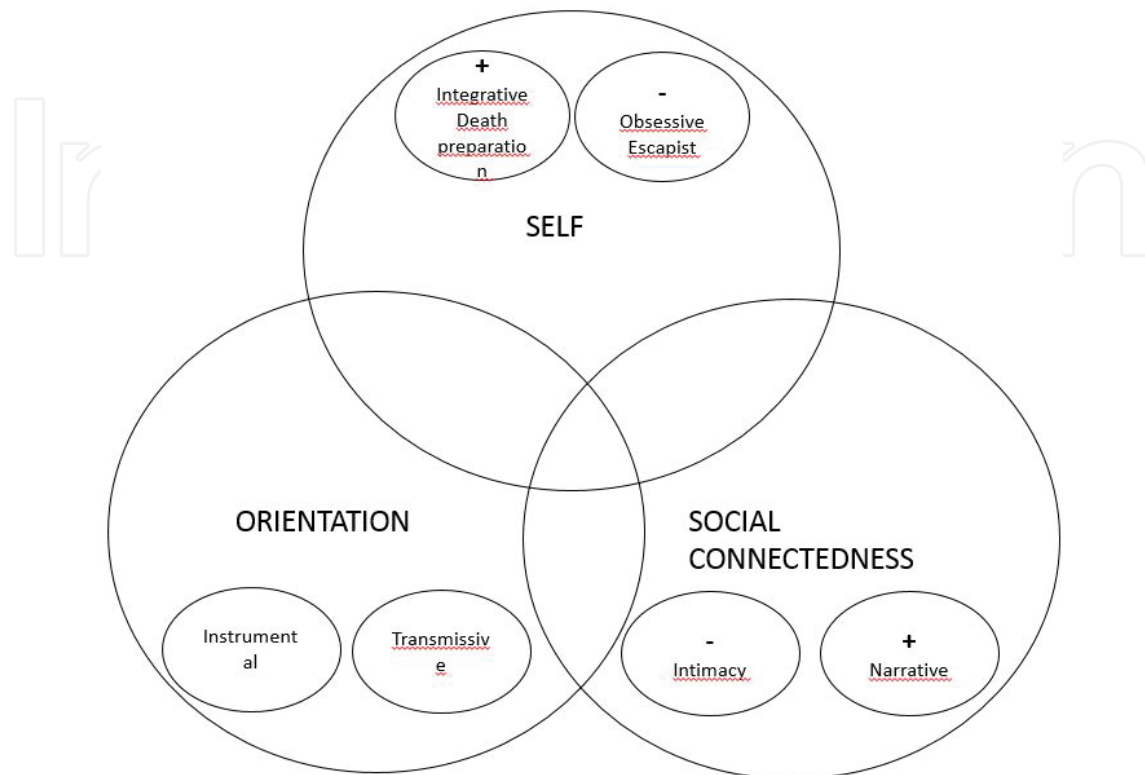 +
Integrative
Death
preparatio
n
-
Obsessive
Escapist
SELF
ORIENTATION
Instrument
al
Transmissiv
e
SOCIAL
CONNECTEDNESS
-
Intimacy
+
Narrative